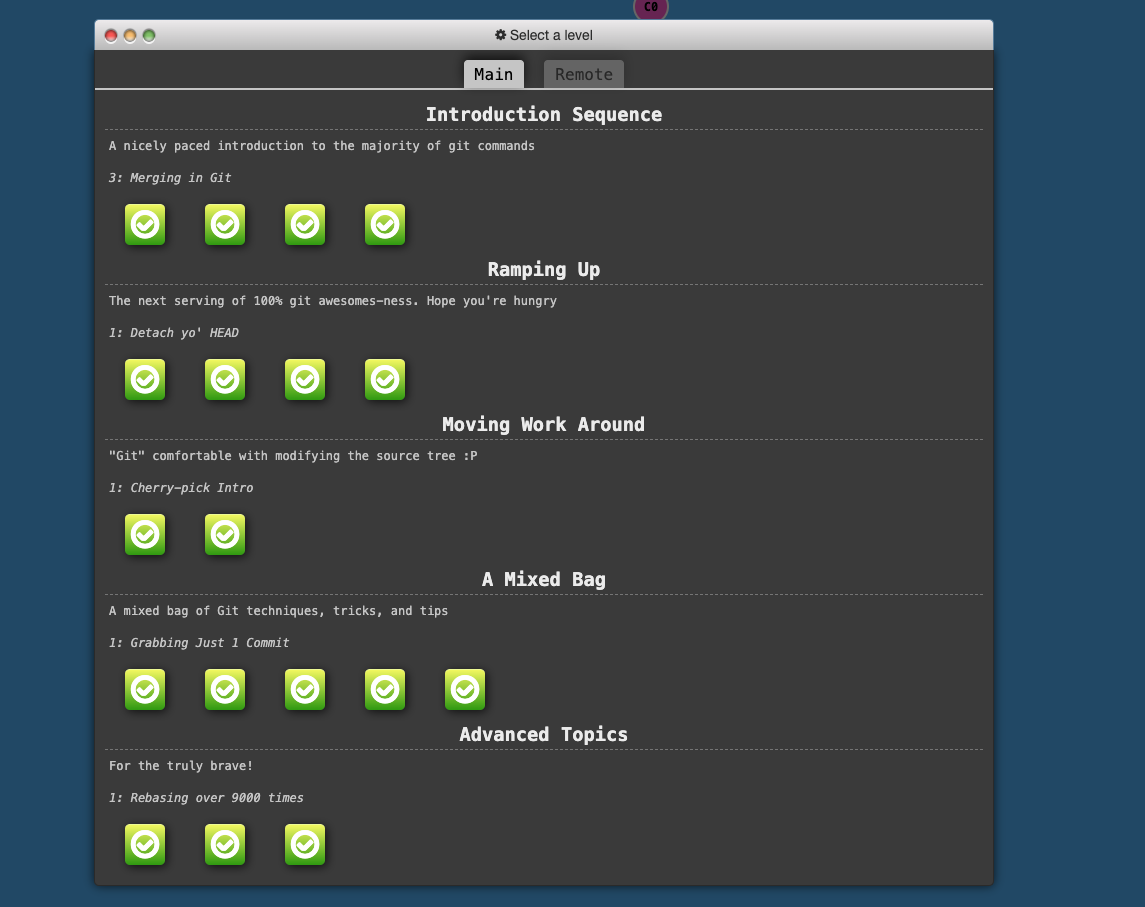 C0
Select a level
Main Remote
Introduction Sequence
A nicely paced introduction to the majority of git commands
3: Merging in Git
Ramping Up
The next serving of 100% git awesomes-ness. Hope you're hungry
1: Detach yo' HEAD
Moving Work Around
"Git" comfortable with modifying the source tree :P
1: Cherry-pick Intro
A Mixed Bag
A mixed bag of Git techniques, tricks, and tips
1: Grabbing Just 1 Commit
Advanced Topics
For the truly brave!
1: Rebasing over 9000 times